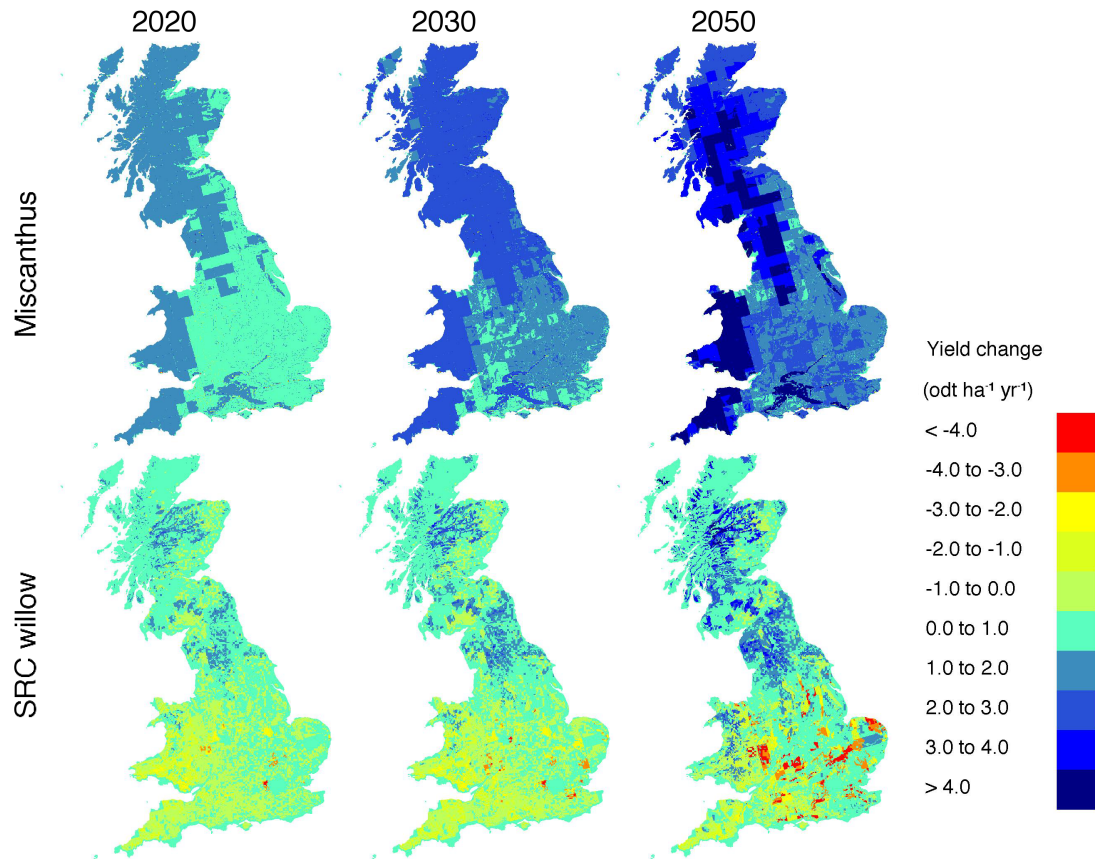 2020 2030 2050
Miscanthus
SRC willow
Yield change
(odt ha⁻¹ yr⁻¹)
< -4.0
-4.0 to -3.0
-3.0 to -2.0
-2.0 to -1.0
-1.0 to 0.0
0.0 to 1.0
1.0 to 2.0
2.0 to 3.0
3.0 to 4.0
> 4.0